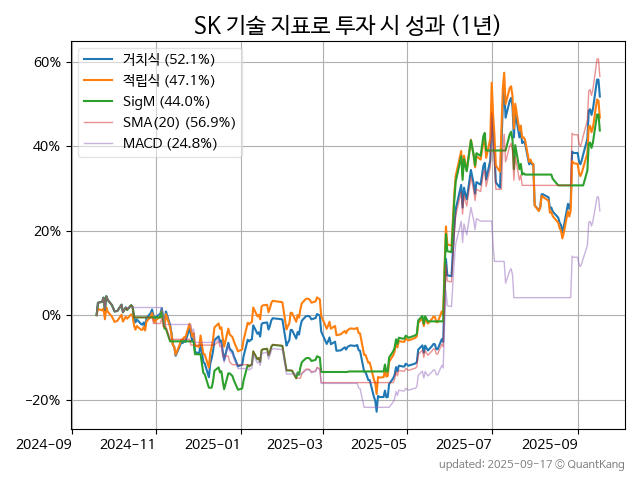 SK 기술 지표로 투자 시 성과 (1년)
거치식 (52.1%)
적립식 (47.1%)
SigM (44.0%)
SMA(20) (56.9%)
MACD (24.8%)
60%
40%
20%
0%
−20%
2024-09 2024-11 2025-01 2025-03 2025-05 2025-07 2025-09
updated: 2025-09-17 © QuantKang